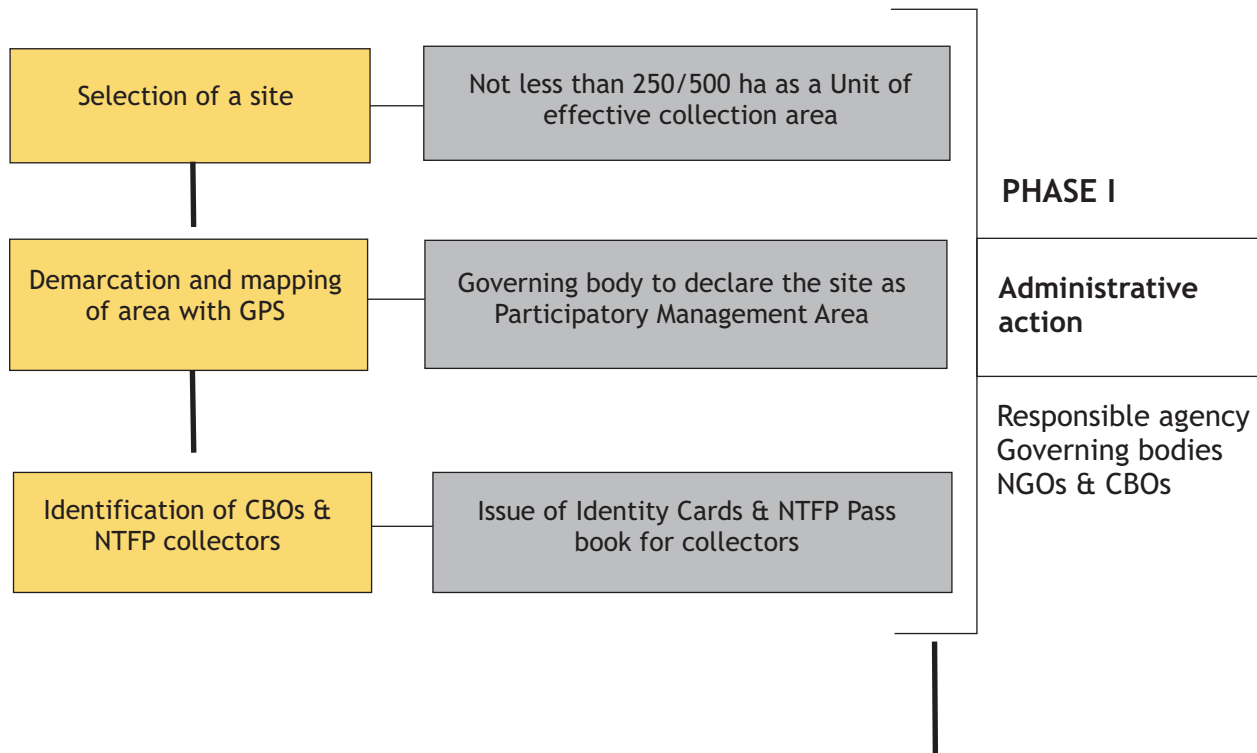 Selection of a site
Not less than 250/500 ha as a Unit of
effective collection area
Demarcation and mapping
of area with GPS
Governing body to declare the site as
Participatory Management Area
Identification of CBOs &
NTFP collectors
Issue of Identity Cards & NTFP Pass
book for collectors
PHASE I
Administrative
action
Responsible agency
Governing bodies
NGOs & CBOs